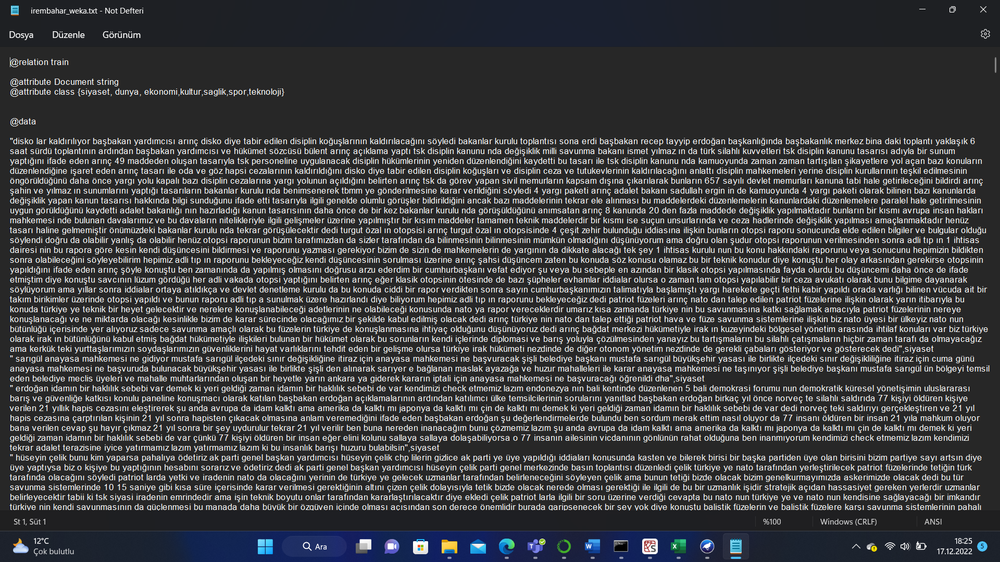 irembahar_weka.txt - Not Defteri
Dosya Düzenle Görünüm
@relation train
@attribute Document string
@attribute class {siyaset, dunya, ekonomi,kultur,saglik,spor,teknoloji}
@data
"disko lar kaldırılıyor başbakan yardımcısı arınç disko diye tabir edilen disiplin koğuşlarının kaldırılacağını söyledi bakanlar kurulu toplantısı sona erdi başbakan recep tayyip erdoğan başkanlığında başbakanlık merkez bina daki toplantı yaklaşık 6
saat sürdü toplantının ardından başbakan yardımcısı ve hükümet sözcüsü bülent arınç açıklama yaptı tsk disiplin kanunu nda değişiklik milli savunma bakanı ismet yılmaz ın da türk silahlı kuvvetleri tsk disiplin kanunu tasarısı adıyla bir sunum
yaptığını ifade eden arınç 49 maddeden oluşan tasarıyla tsk personeline uygulanacak disiplin hükümlerinin yeniden düzenlendiğini kaydetti bu tasarı ile tsk disiplin kanunu nda kamuoyunda zaman zaman tartışılan şikayetlere yol açan bazı konuların
düzenlendiğine işaret eden arınç tasarı ile oda ve göz hapsi cezalarının kaldırıldığını disko diye tabir edilen disiplin koğuşları ve disiplin ceza ve tutukevlerinin kaldırılacağını anlattı disiplin mahkemeleri yerine disiplin kurullarının teşkil edilmesinin
öngörüldüğünü daha önce yargı yolu kapalı bazı disiplin cezalarına yargı yolunun açıldığını belirten arınç tsk da görev yapan sivil memurların kapsam dışına çıkarılarak bunların 657 sayılı devlet memurları kanuna tabi hale getirileceğini bildirdi arınç
şahin ve yılmaz ın sunumlarını yaptığı tasarıların bakanlar kurulu nda benimsenerek tbmm ye gönderilmesine karar verildiğini söyledi 4 yargı paketi arınç adalet bakanı sadullah ergin in de kamuoyunda 4 yargı paketi olarak bilinen bazı kanunlarda
değişiklik yapan kanun tasarısı hakkında bilgi sunduğunu ifade etti tasarıyla ilgili genelde olumlu görüşler bildirildiğini ancak bazı maddelerinin tekrar ele alınması bu maddelerdeki düzenlemelerin kanunlardaki düzenlemelere paralel hale getirilmesinin
uygun görüldüğünü kaydetti adalet bakanlığı nın hazırladığı kanun tasarısının daha önce de bir kez bakanlar kurulu nda görüşüldüğünü anımsatan arınç 8 kanunda 20 den fazla maddede değişiklik yapılmaktadır bunların bir kısmı avrupa insan hakları
mahkemesi nde bulunan davalarımız ve bu davaların nitelikleriyle ilgili gelişmeler üzerine yapılmıştır bir kısım maddeler tamamen teknik maddelerdir bir kısmı ise suçun unsurlarında ve ceza hadlerinde değişiklik yapılması amaçlanmaktadır henüz
tasarı haline gelmemiştir önümüzdeki bakanlar kurulu nda tekrar görüşülecektir dedi turgut özal ın otopsisi arınç turgut özal ın otopsisinde 4 çeşit zehir bulunduğu iddiasına ilişkin bunların otopsi raporu sonucunda elde edilen bilgiler ve bulgular olduğu
söylendi doğru da olabilir yanlış da olabilir henüz otopsi raporunun bizim tarafımızdan da sizler tarafından da bilinmesinin bilinmesinin mümkün olmadığını düşünüyorum ama doğru olan şudur otopsi raporunun verilmesinden sonra adli tıp ın 1 ihtisas
dairesi nin bu rapora göre kesin kendi düşüncesini bildirmesi ve raporunu yazması gerekiyor bizim de sizin de mahkemelerin de yargının da dikkate alacağı tek şey 1 ihtisas kurulu nun bu konu hakkındaki raporunu veya sonucunu hepimizin bildikten
sonra olabileceğini söyleyebilirim hepimiz adli tıp ın raporunu bekleyeceğiz kendi düşüncesinin sorulması üzerine arınç şahsi düşüncem zaten bu konuda söz konusu olamaz bu bir teknik konudur diye konuştu her olay arkasından gerekirse otopsinin
yapıldığını ifade eden arınç şöyle konuştu ben zamanında da yapılmış olmasını doğrusu arzu ederdim bir cumhurbaşkanı vefat ediyor şu veya bu sebeple en azından bir klasik otopsi yapılmasında fayda olurdu bu düşüncemi daha önce de ifade
etmiştim diye konuştu savcının lüzum gördüğü her adli vakada otopsi yaptığını belirten arınç eğer klasik otopsinin ötesinde de bazı şüpheler evhamlar iddialar olursa o zaman tam otopsi yapılabilir bir ceza avukatı olarak bunu bilgime dayanarak
söylüyorum ama yıllar sonra iddialar ortaya atıldıkça ve devlet denetleme kurulu da bu konuda ciddi bir rapor verdikten sonra sayın cumhurbaşkanımızın talimatıyla başlamıştı yargı harekete geçti fethi kabir yapıldı orada varlığı bilinen vücuda ait bir
takım birikimler üzerinde otopsi yapıldı ve bunun raporu adli tıp a sunulmak üzere hazırlandı diye biliyorum hepimiz adli tıp ın raporunu bekleyeceğiz dedi patriot füzeleri arınç nato dan talep edilen patriot füzelerine ilişkin olarak yarın itibarıyla bu
konuda türkiye ye teknik bir heyet gelecektir ve nerelere konuşlanabileceği adetlerinin ne olabileceği konusunda nato ya rapor vereceklerdir umarız kısa zamanda türkiye nin bu savunmasına katkı sağlamak amacıyla patriot füzelerinin nereye
konuşlanacağı ve ne miktarda olacağı kesinlikle bizim de karar sürecinde olacağımız bir şekilde kabul edilmiş olacak dedi arınç türkiye nin nato dan talep ettiği patriot hava ve füze savunma sistemlerine ilişkin biz nato üyesi bir ülkeyiz nato nun
bütünlüğü içerisinde yer alıyoruz sadece savunma amaçlı olarak bu füzelerin türkiye de konuşlanmasına ihtiyaç olduğunu düşünüyoruz dedi arınç bağdat merkezi hükümetiyle irak ın kuzeyindeki bölgesel yönetim arasında ihtilaf konuları var biz türkiye
olarak irak ın bütünlüğünü kabul etmiş bağdat hükümetiyle ilişkileri bulunan bir hükümet olarak bu sorunların kendi içlerinde diplomasi ve barış yoluyla çözülmesinden yanayız bu tartışmaların bu silahlı çatışmaların hiçbir zaman tarafı da olmayacağız
ama kerkük teki yurttaşlarımızın soydaşlarımızın güvenliklerini hayat varlıklarını tehdit eden bir gelişme olursa türkiye irak hükümeti nezdinde de diğer otonom yönetim nezdinde de gerekli çabaları gösteriyor ve gösterecek dedi",siyaset
" sarıgül anayasa mahkemesi ne gidiyor mustafa sarıgül ilçedeki sınır değişikliğine itiraz için anayasa mahkemesi ne başvuracak şişli belediye başkanı mustafa sarıgül büyükşehir yasası ile birlikte ilçedeki sınır değişikliliğine itiraz için cuma günü
anayasa mahkemesi ne başvuruda bulunacak büyükşehir yasası ile birlikte şişli den alınarak sarıyer e bağlanan maslak ayazağa ve huzur mahalleleri ile karar anayasa mahkemesi ne taşınıyor şişli belediye başkanı mustafa sarıgül ün bölgeyi temsil
eden belediye meclis üyeleri ve mahalle muhtarlarından oluşan bir heyetle yarın ankara ya giderek kararın iptali için anayasa mahkemesi ne başvuracağı öğrenildi dha",siyaset
" erdoğan idamın bir haklılık sebebi var demek ki yeri geldiği zaman idamın bir haklılık sebebi de var kendimizi check etmemiz lazım endonezya nın bali kentinde düzenlenen 5 bali demokrasi forumu nun demokratik küresel yönetişimin uluslararası
barış ve güvenliğe katkısı konulu paneline konuşmacı olarak katılan başbakan erdoğan açıklamalarının ardından katılımcı ülke temsilcilerinin sorularını yanıtlad başbakan erdoğan birkaç yıl önce norveç te silahlı saldırıda 77 kişiyi öldüren kişiye
verilen 21 yıllık hapis cezasını eleştirerek şu anda avrupa da idam kalktı ama amerika da kalktı mı japonya da kalktı mı çin de kalktı mı demek ki yeri geldiği zaman idamın bir haklılık sebebi de var dedi norveç teki saldırıyı gerçekleştiren ve 21 yıl
hapis cezasına çarptırılan kişinin 21 yıl sonra hapisten çıkacak olmasına anlam veremediğini ifade eden başbakan erdoğan şu değerlendirmelerde bulundu ben sordum merak ettim nasıl oluyor da 77 insanı öldüren bir insan 21 yıla mahkum oluyor
bana verilen cevap şu hayır çıkmaz 21 yıl sonra bir şey uydurulur tekrar 21 yıl verilir ben buna nereden inanacağım bunu çözmemiz lazım şu anda avrupa da idam kalktı ama amerika da kalktı mı japonya da kalktı mı çin de kalktı mı demek ki yeri
geldiği zaman idamın bir haklılık sebebi de var çünkü 77 kişiyi öldüren bir insan eğer elini kolunu sallaya sallaya dolaşabiliyorsa o 77 insanın ailesinin vicdanının gönlünün rahat olduğuna ben inanmıyorum kendimizi check etmemiz lazım kendimizi
tekrar adalet terazisine iyice yatırmamız lazım yatırmamız lazım ki bu insanlık barışı huzuru bulabilsin",siyaset
" hüseyin çelik bunu kim yaparsa pahalıya ödetiriz ak parti genel başkan yardımcısı hüseyin çelik chp lilerin gizlice ak parti ye üye yapıldığı iddiaları konusunda kasten ve bilerek birisi bir başka partiden üye olan birisini bizim partiye sayı artsın diye
üye yaptıysa biz o kişiye bu yaptığının hesabını sorarız ve ödetiriz dedi ak parti genel başkan yardımcısı hüseyin çelik parti genel merkezinde basın toplantısı düzenledi çelik türkiye ye nato tarafından yerleştirilecek patriot füzelerinde tetiğin türk
tarafında olacağını söyledi patriot larda yetki ve iradenin nato da olacağını yerinin de türkiye ye gelecek uzmanlar tarafından belirleneceğini söyleyen çelik ama bunun tetiği bizde olacak bizim genelkurmayımızda askerimizde olacak dedi bu tür
savunma sistemlerinde 10 15 saniye gibi kısa süre içerisinde karar verilmesi gerektiğinin altını çizen çelik dolayısıyla tetik bizde olacak nerede olması gerektiği ile ilgili de bu bir uzmanlık işidir stratejik açıdan hassasiyet gereken yerlerdir uzmanlar
belirleyecektir tabii ki tsk siyasi iradenin emrindedir ama işin teknik boyutu onlar tarafından kararlaştırılacaktır diye ekledi çelik patriot larla ilgili bir soru üzerine verdiği cevapta bu nato nun türkiye ye ve nato nun kendisine sağlayacağı bir imkandır
türkiye nin kendi savunmasının da güçlenmesi bu manada daha büyük bir özgüven içinde olması açısından son derece önemlidir burada garipsenecek bir şey yok diye konuştu balistik füzelerin ve balistik füzelere karşı savunma sistemlerinin pahalı
St 1, Süt 1 %100 Windows (CRLF) ANSI
12°C
Çok bulutlu
Ara
18:25
17.12.2022
5